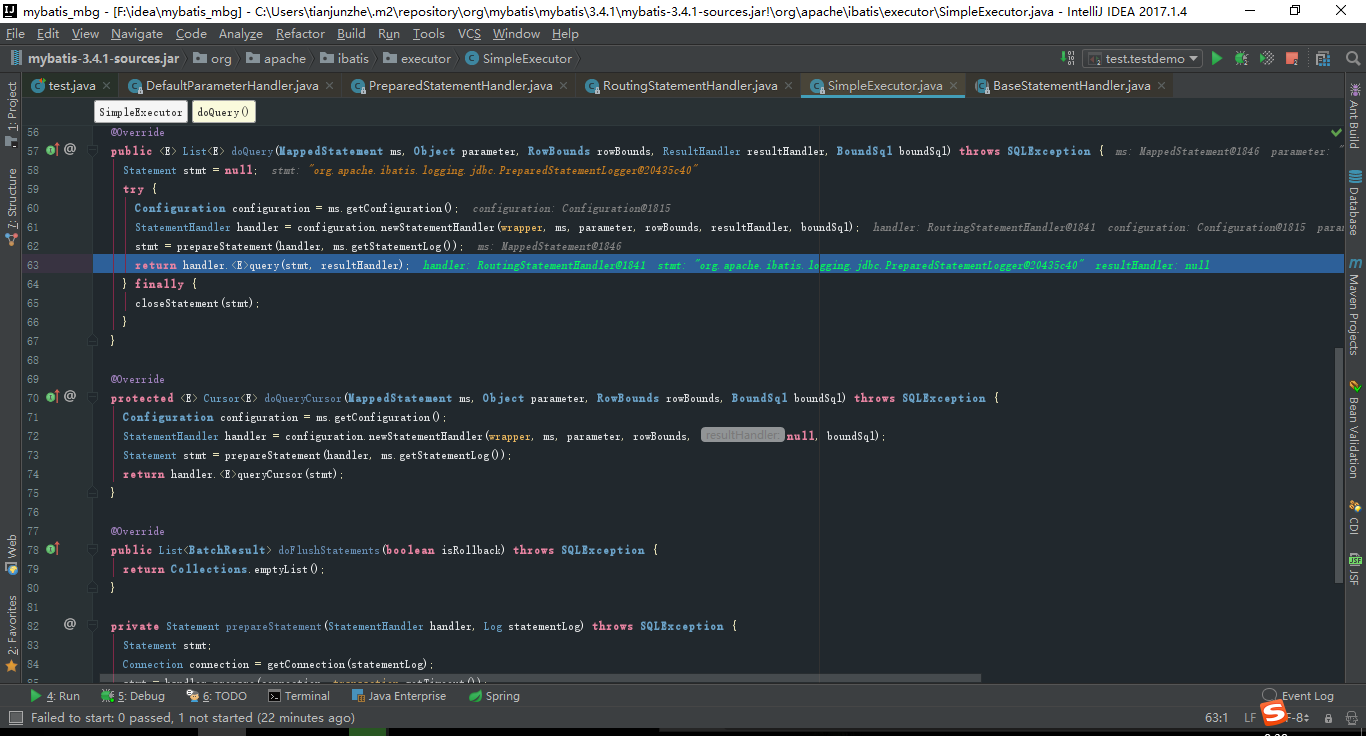 mybatis_mbg - [F:\idea\mybatis_mbg] - C:\Users\tianjunzhe\.m2\repository\org\mybatis\mybatis\3.4.1\mybatis-3.4.1-sources.jar!\org\apache\ibatis\executor\SimpleExecutor.java - IntelliJ IDEA 2017.1.4
File Edit View Navigate Code Analyze Refactor Build Run Tools VCS Window Help
mybatis-3.4.1-sources.jar org apache ibatis executor SimpleExecutor test.testdemo
test.java DefaultParameterHandler.java PreparedStatementHandler.java RoutingStatementHandler.java SimpleExecutor.java BaseStatementHandler.java
SimpleExecutor doQuery()
56 @Override
57 public <E> List<E> doQuery(MappedStatement ms, Object parameter, RowBounds rowBounds, ResultHandler resultHandler, BoundSql boundSql) throws SQLException { ms: MappedStatement@1846 parameter: "
58 Statement stmt = null; stmt: "org.apache.ibatis.logging.jdbc.PreparedStatementLogger@20435c40"
59 try {
60 Configuration configuration = ms.getConfiguration(); configuration: Configuration@1815
61 StatementHandler handler = configuration.newStatementHandler(wrapper, ms, parameter, rowBounds, resultHandler, boundSql); handler: RoutingStatementHandler@1841 configuration: Configuration@1815 para
62 stmt = prepareStatement(handler, ms.getStatementLog()); ms: MappedStatement@1846
63 return handler.<E>query(stmt, resultHandler); handler: RoutingStatementHandler@1841 stmt: "org.apache.ibatis.logging.jdbc.PreparedStatementLogger@20435c40" resultHandler: null
64 } finally {
65 closeStatement(stmt);
66 }
67 }
68
69 @Override
70 protected <E> Cursor<E> doQueryCursor(MappedStatement ms, Object parameter, RowBounds rowBounds, BoundSql boundSql) throws SQLException {
71 Configuration configuration = ms.getConfiguration();
72 StatementHandler handler = configuration.newStatementHandler(wrapper, ms, parameter, rowBounds, resultHandler: null, boundSql);
73 Statement stmt = prepareStatement(handler, ms.getStatementLog());
74 return handler.<E>queryCursor(stmt);
75 }
76
77 @Override
78 public List<BatchResult> doFlushStatements(boolean isRollback) throws SQLException {
79 return Collections.emptyList();
80 }
81
82 private Statement prepareStatement(StatementHandler handler, Log statementLog) throws SQLException {
83 Statement stmt;
84 Connection connection = getConnection(statementLog);
1: Project
7: Structure
Web
2: Favorites
Ant Build
Database
Maven Projects
Bean Validation
CDI
JSF
4: Run 5: Debug 6: TODO Terminal Java Enterprise Spring Event Log
Failed to start: 0 passed, 1 not started (22 minutes ago) 63:1 LF F-8